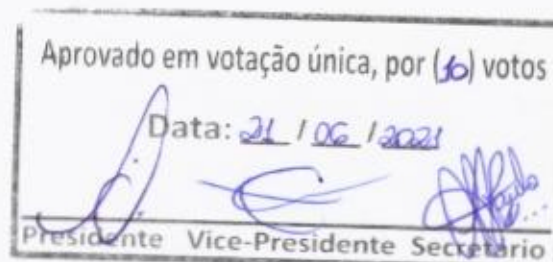 Aprovado em votação única, por (10) votos
Data: 21 / 06 / 2021
Presidente Vice-Presidente Secretário